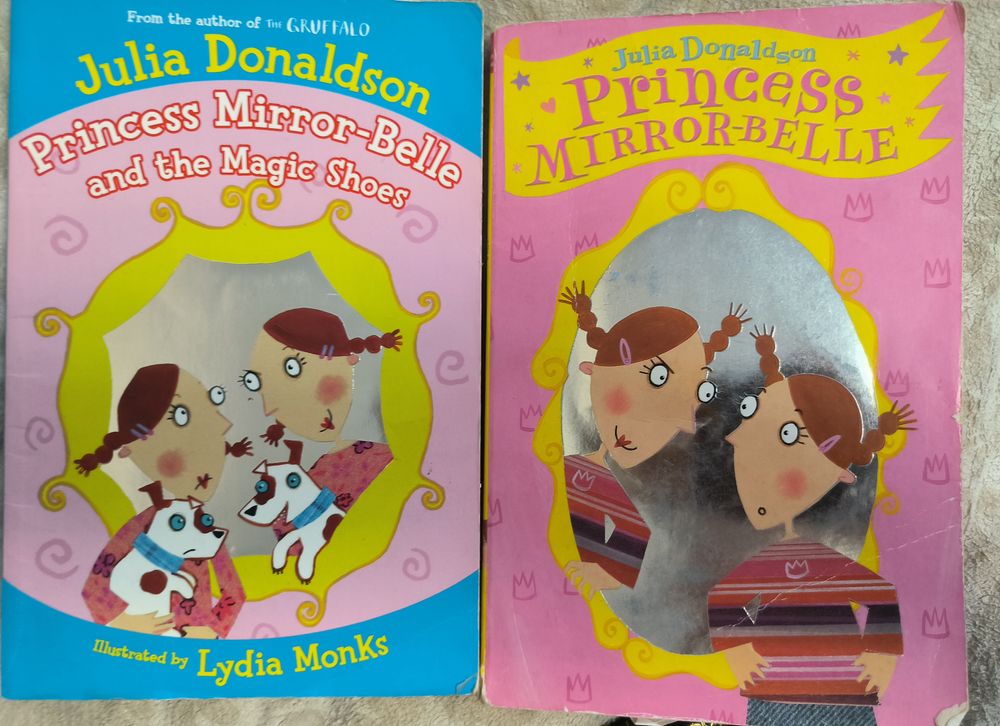 From the author of THE GRUFFALO
Julia Donaldson
Princess Mirror-Belle
and the Magic Shoes
Illustrated by Lydia Monks
Julia Donaldson
Princess
MIRROR-BELLE